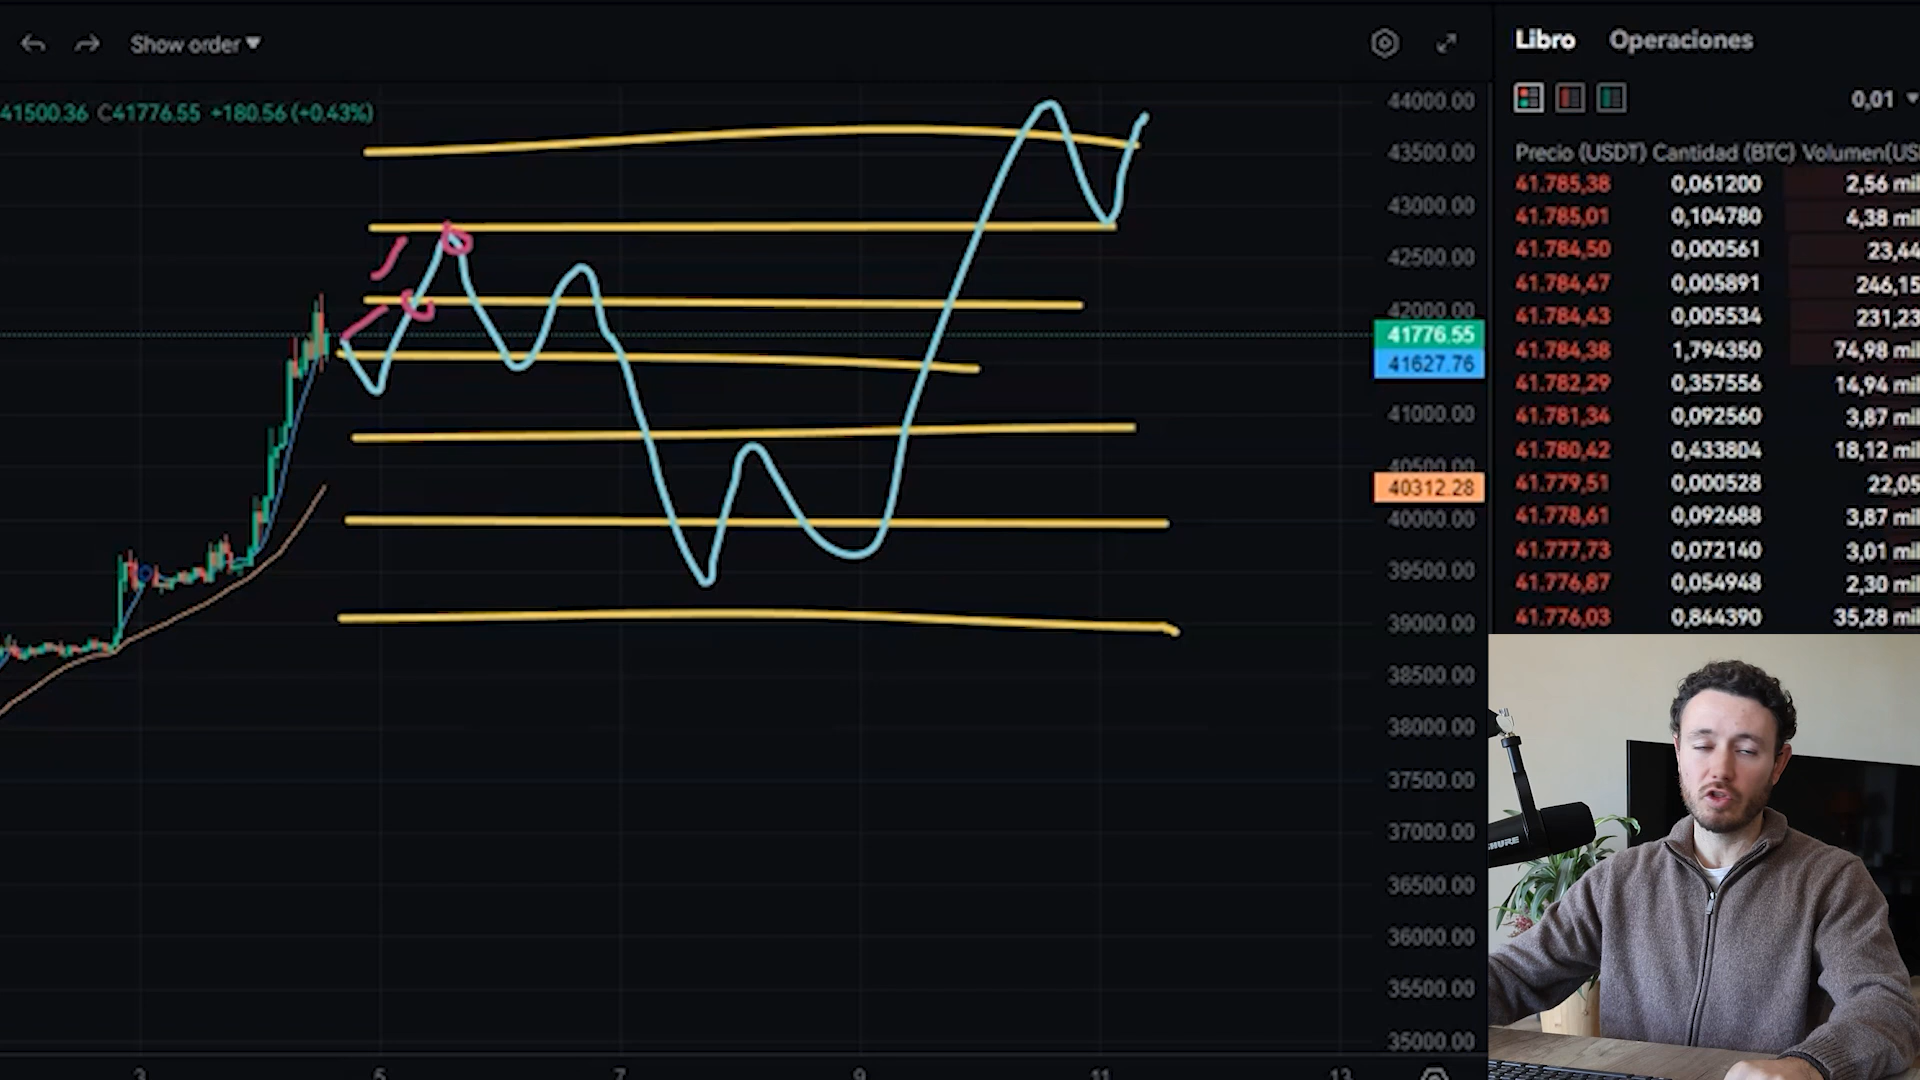 Show order
41500.36 C41776.55 +180.56 (+0.43%)
44000.00
43500.00
43000.00
42500.00
42000.00
41776.55
41627.76
41000.00
40500.00
40312.28
40000.00
39500.00
39000.00
38500.00
38000.00
37500.00
37000.00
36500.00
36000.00
35500.00
35000.00
3 5 7 9 11 13
Libro Operaciones
0,01
Precio (USDT) Cantidad (BTC) Volumen(US
41.785,38 0,061200 2,56 mil
41.785,01 0,104780 4,38 mil
41.784,50 0,000561 23,44
41.784,47 0,005891 246,15
41.784,43 0,005534 231,23
41.784,38 1,794350 74,98 mil
41.782,29 0,357556 14,94 mil
41.781,34 0,092560 3,87 mil
41.780,42 0,433804 18,12 mil
41.779,51 0,000528 22,05
41.778,61 0,092688 3,87 mil
41.777,73 0,072140 3,01 mil
41.776,87 0,054948 2,30 mil
41.776,03 0,844390 35,28 mil
SHURE